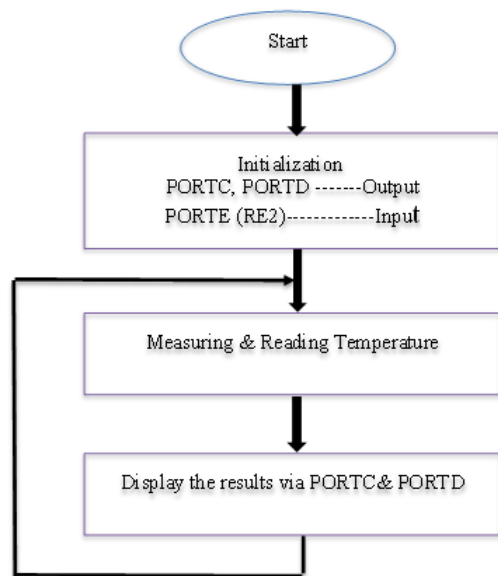 Start
Initialization
PORTC, PORTD -------Output
PORTE (RE2)-------------Input
Measuring & Reading Temperature
Display the results via PORTC& PORTD